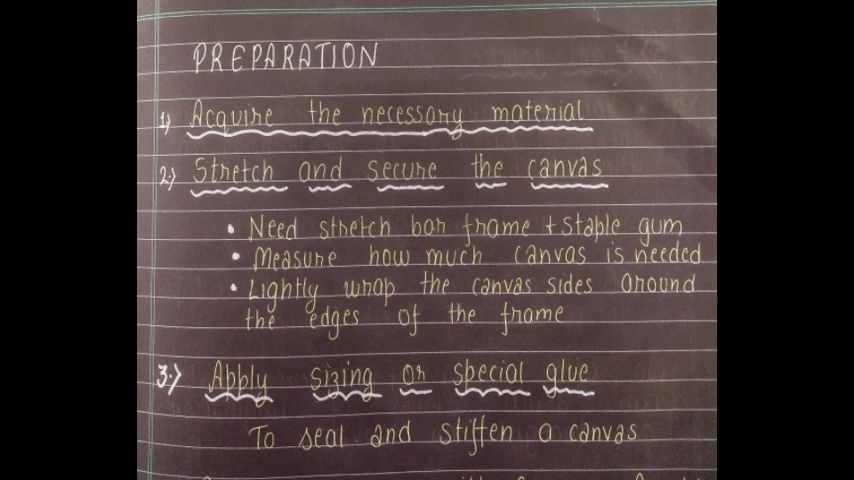 PREPARATION
1) Acquire the necessary material
2.) Stretch and secure the canvas
• Need stretch bar frame + staple gum
• Measure how much canvas is needed
• Lightly wrap the canvas sides around
the edges of the frame
3.) Apply sizing or special glue
To seal and stiffen a canvas